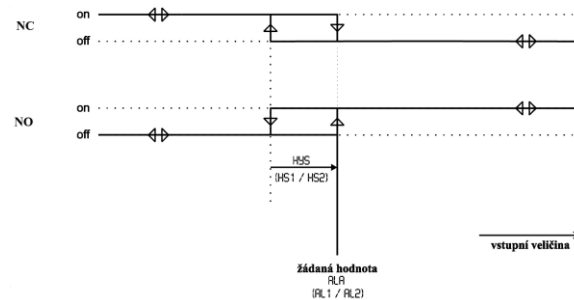 NC
on
off
NO
on
off
HYS
(HS1 / HS2)
vstupní veličina
žádaná hodnota
ALA
(AL1 / AL2)